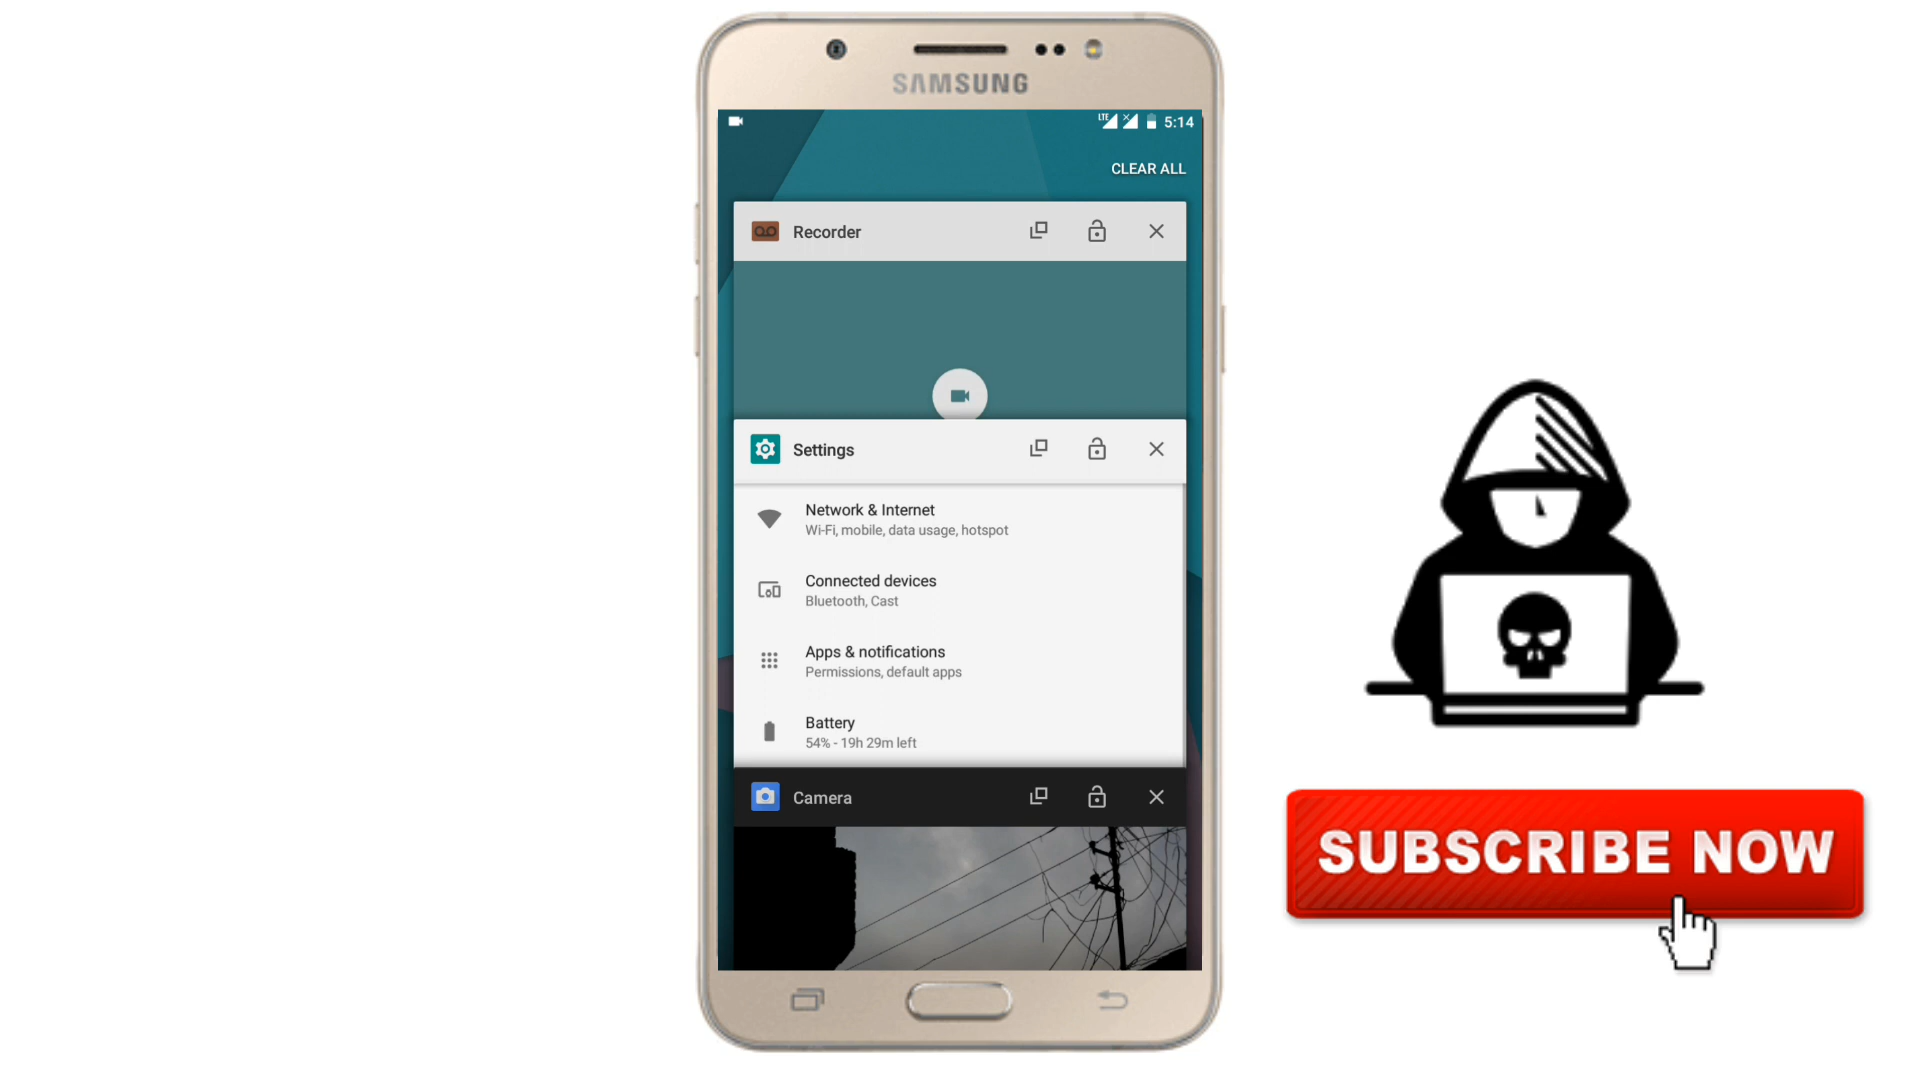 SAMSUNG
LTE 5:14
CLEAR ALL
Recorder
Settings
Network & Internet
Wi-Fi, mobile, data usage, hotspot
Connected devices
Bluetooth, Cast
Apps & notifications
Permissions, default apps
Battery
54% - 19h 29m left
Camera
SUBSCRIBE NOW